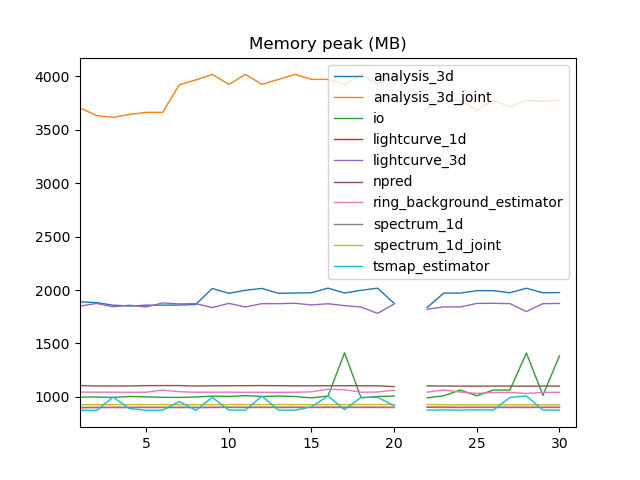 Memory peak (MB)
4000
3500
3000
2500
2000
1500
1000
5
10
15
20
25
30
analysis_3d
analysis_3d_joint
io
lightcurve_1d
lightcurve_3d
npred
ring_background_estimator
spectrum_1d
spectrum_1d_joint
tsmap_estimator